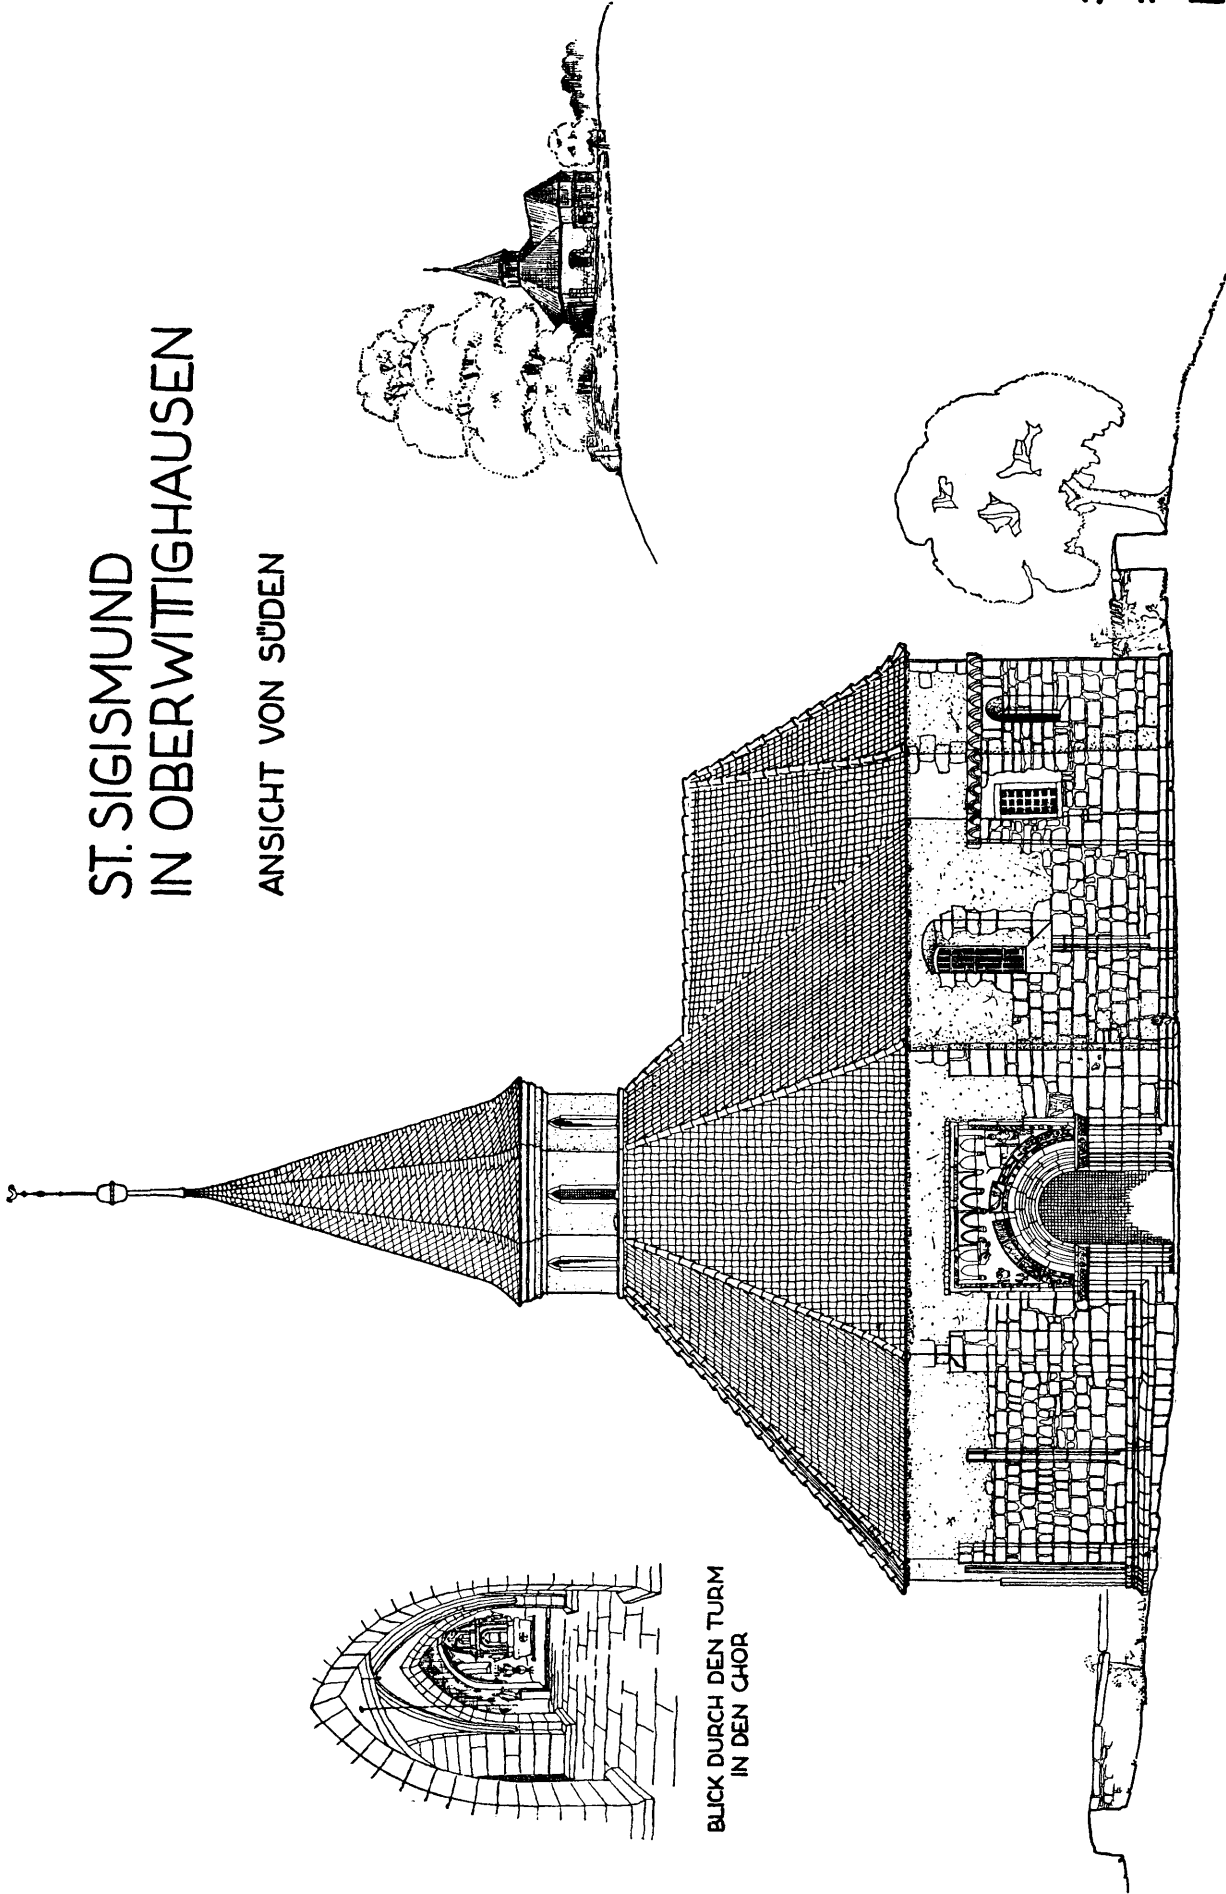 ST. SIGISMUND
IN OBERWITTIGHAUSEN
ANSICHT VON SÜDEN
BLICK DURCH DEN TURM
IN DEN CHOR